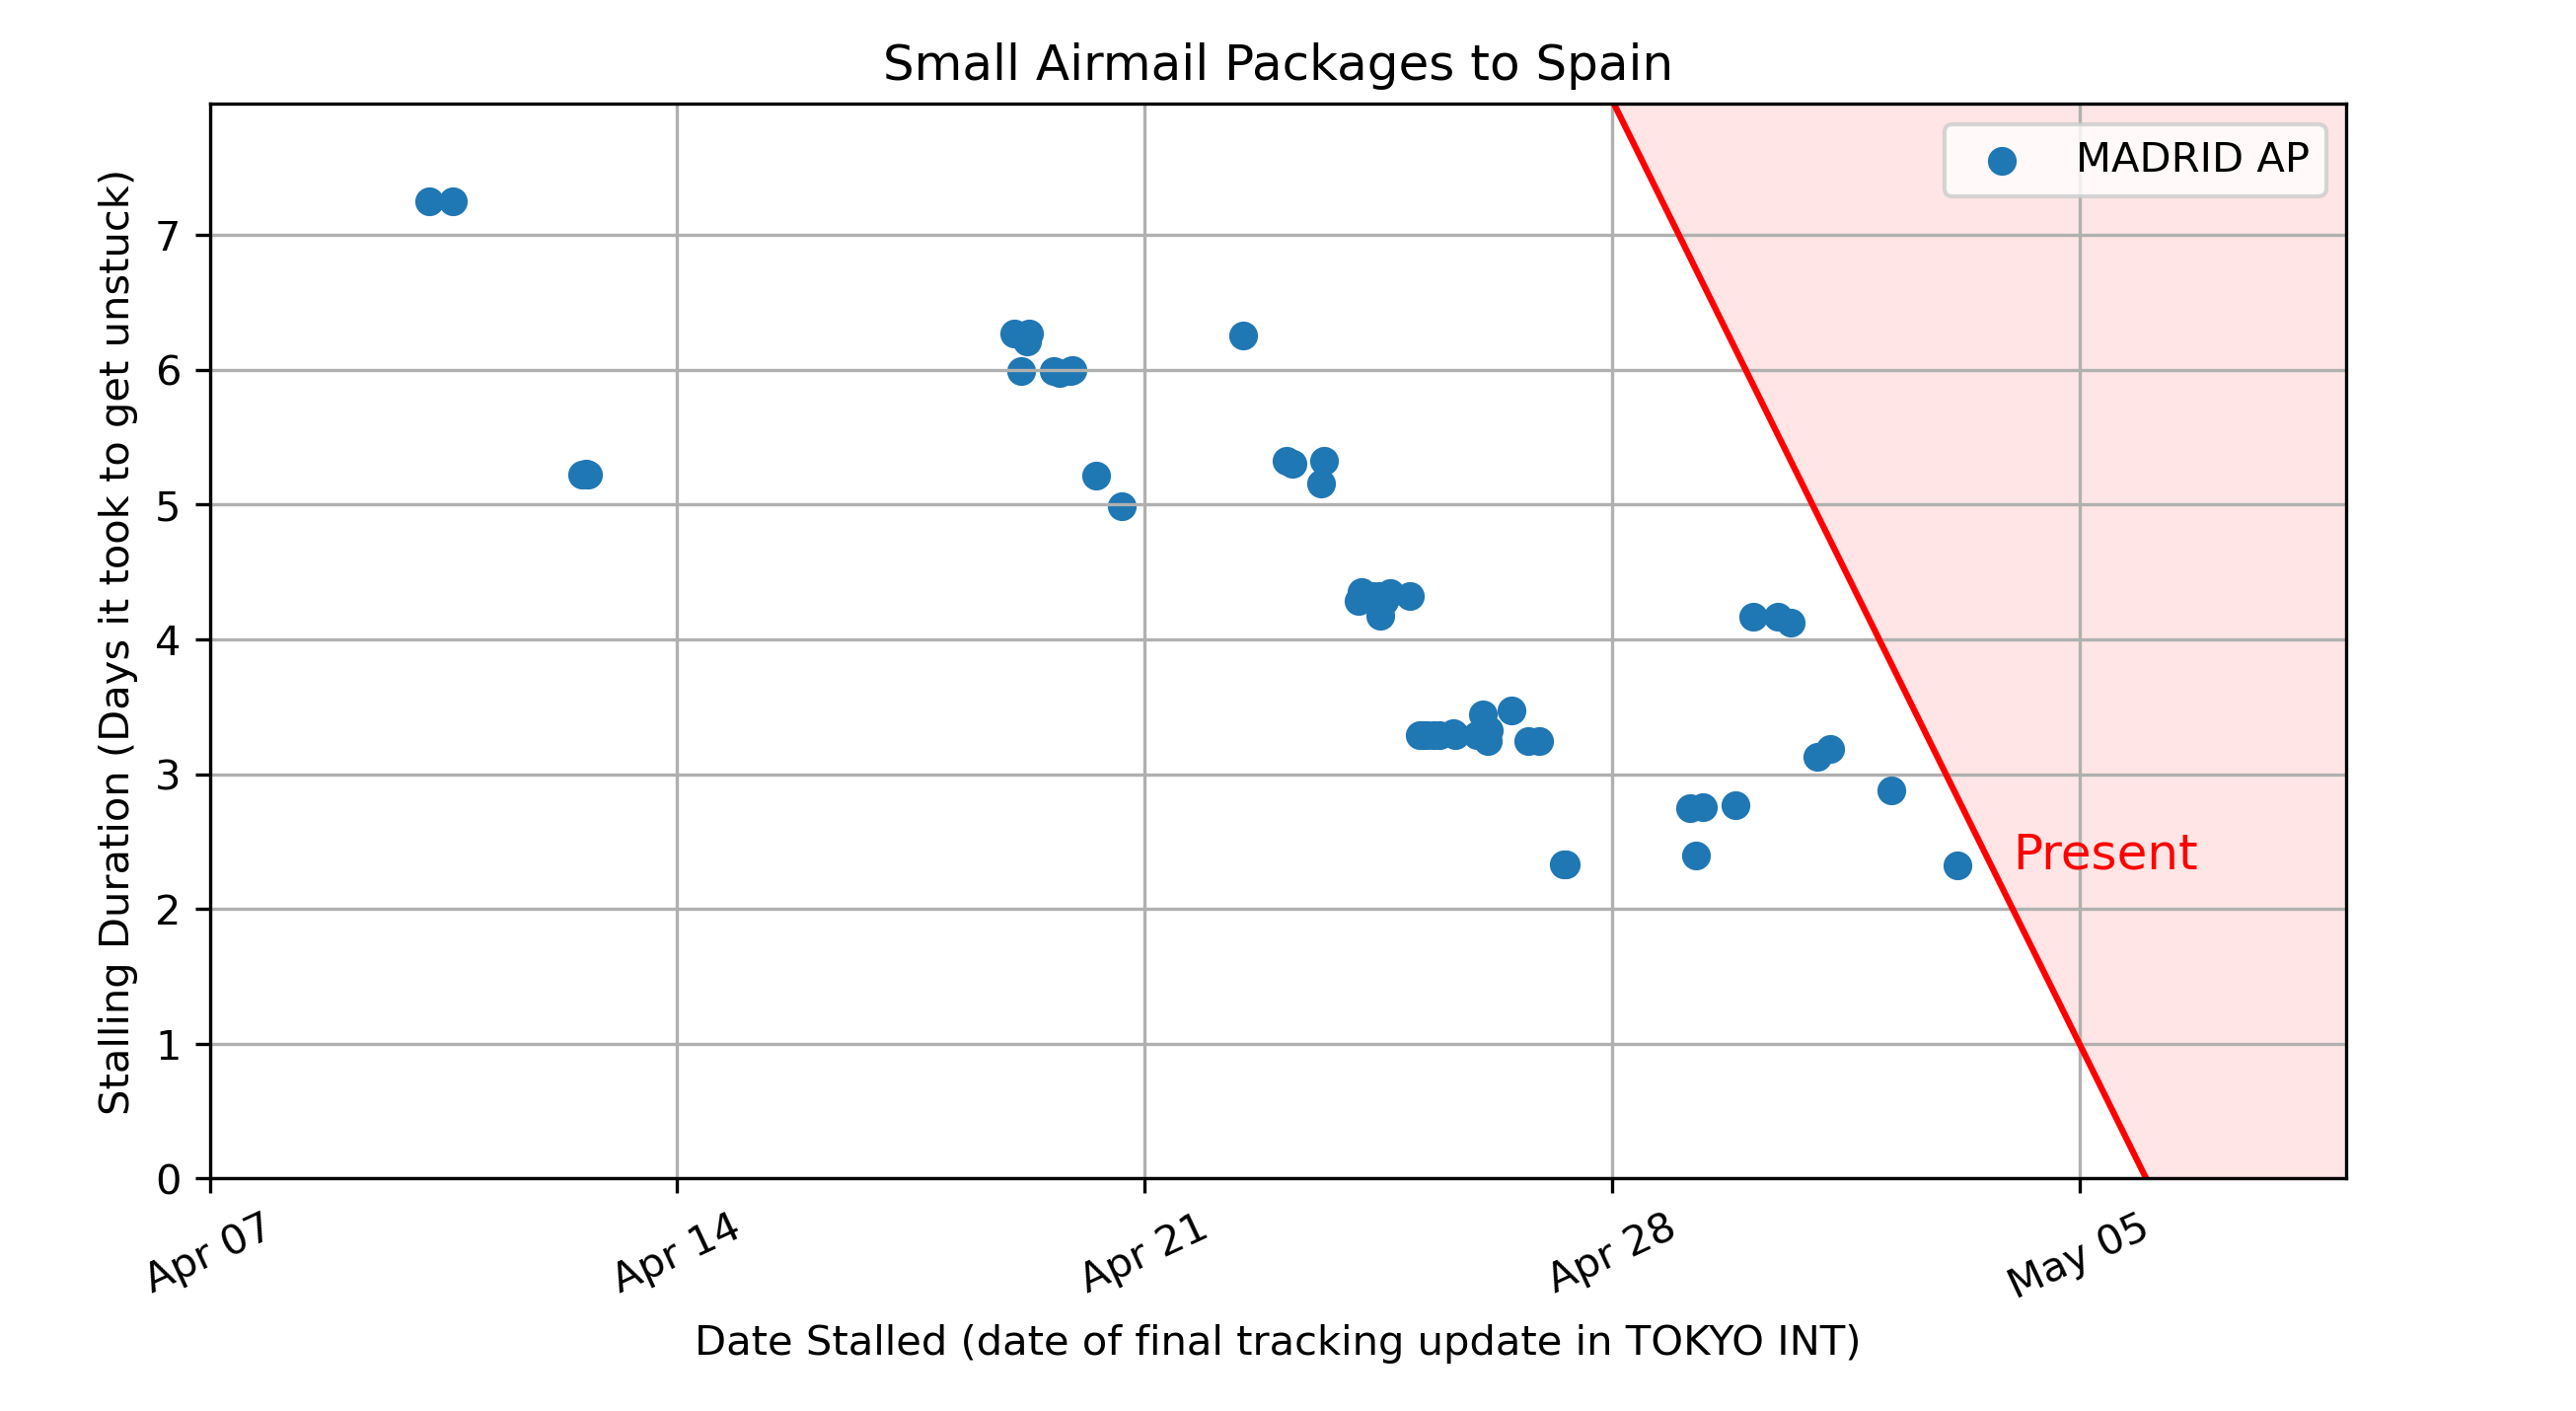 Small Airmail Packages to Spain
MADRID AP
Stalling Duration (Days it took to get unstuck)
7
6
5
4
3
2
1
0
Present
Apr 07
Apr 14
Apr 21
Apr 28
May 05
Date Stalled (date of final tracking update in TOKYO INT)